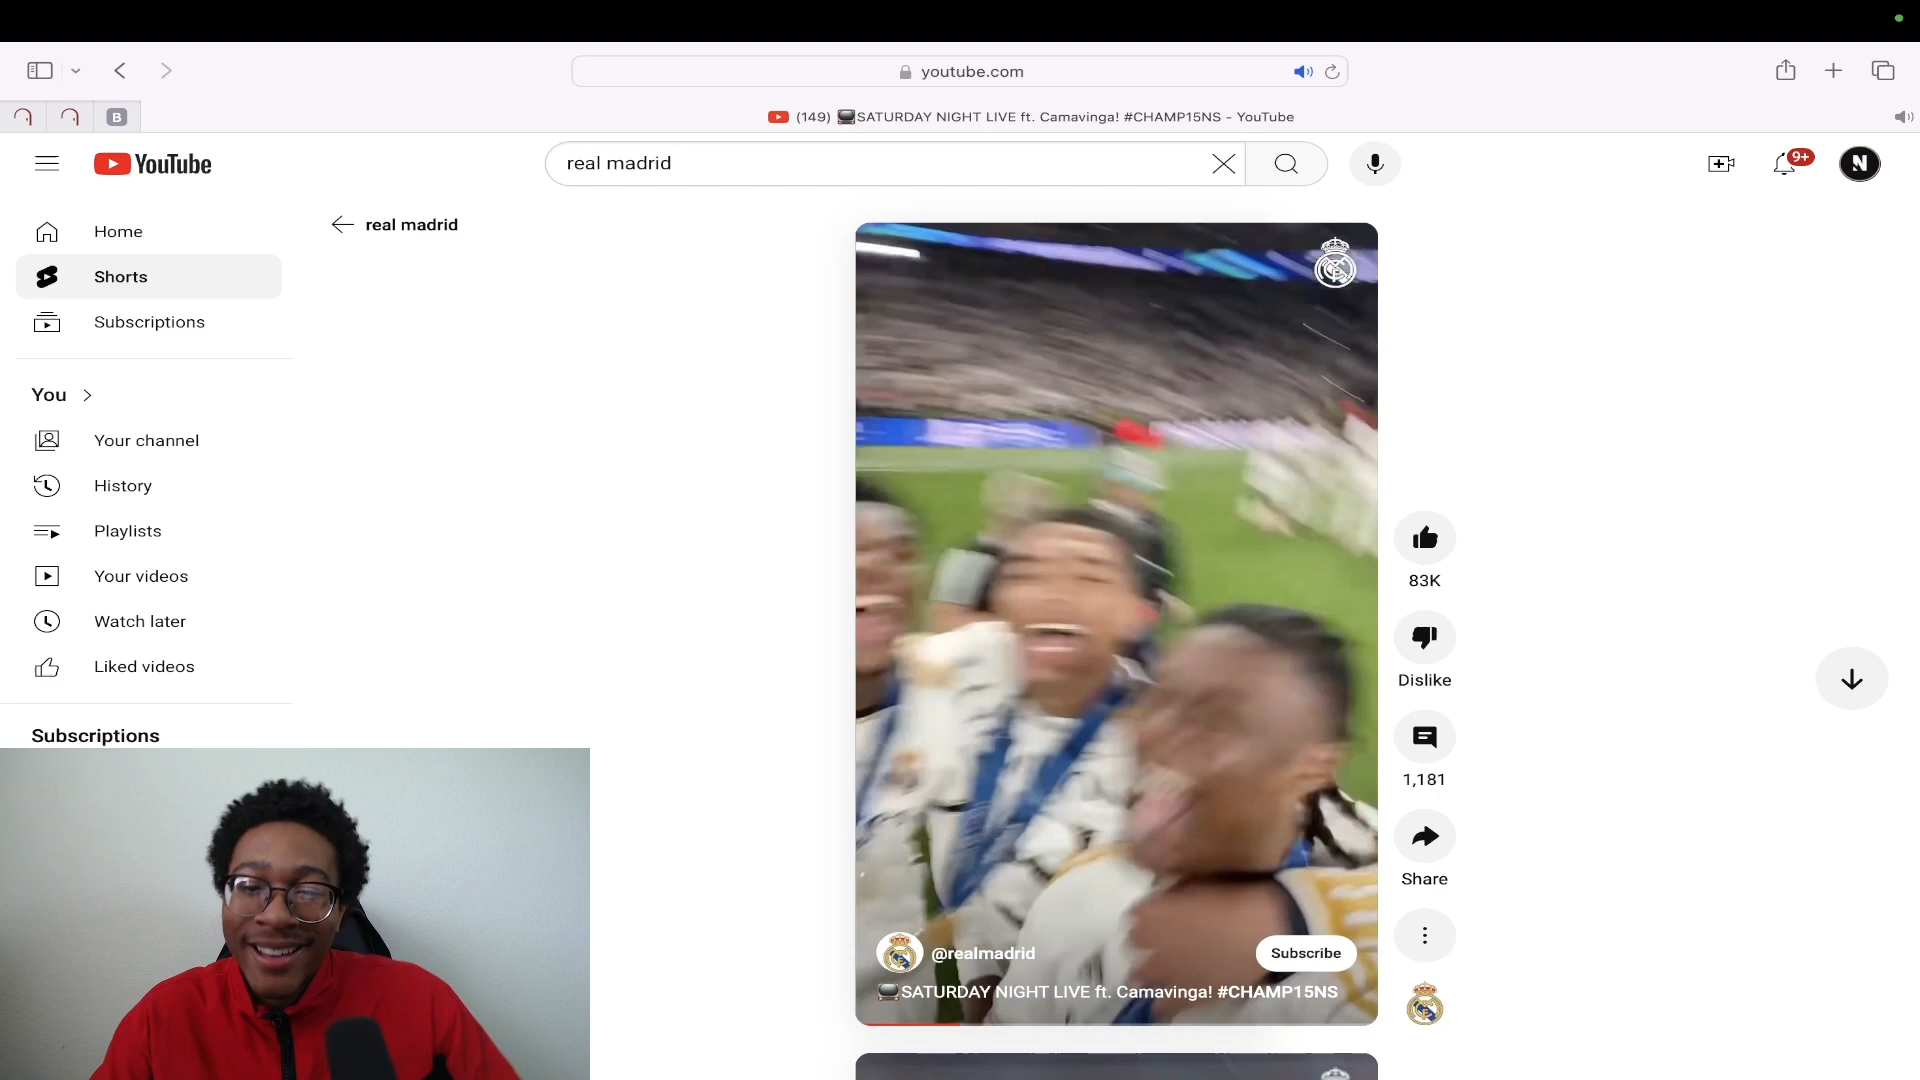 youtube.com
B
(149) SATURDAY NIGHT LIVE ft. Camavinga! #CHAMP15NS - YouTube
YouTube
real madrid
9+
N
Home
Shorts
Subscriptions
You
Your channel
History
Playlists
Your videos
Watch later
Liked videos
Subscriptions
real madrid
83K
Dislike
1,181
Share
@realmadrid
Subscribe
SATURDAY NIGHT LIVE ft. Camavinga! #CHAMP15NS